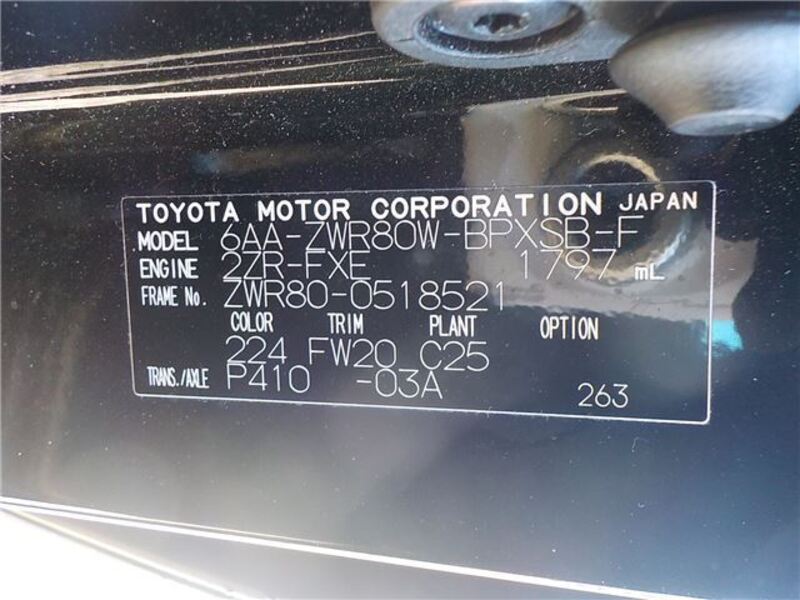 TOYOTA MOTOR CORPORATION JAPAN
MODEL 6AA-ZWR80W-BPXSB-F
ENGINE 2ZR-FXE 1797 mL
FRAME No. ZWR80-0518521
COLOR TRIM PLANT OPTION
224 FW20 C25
TRANS./AXLE P410 -03A 263